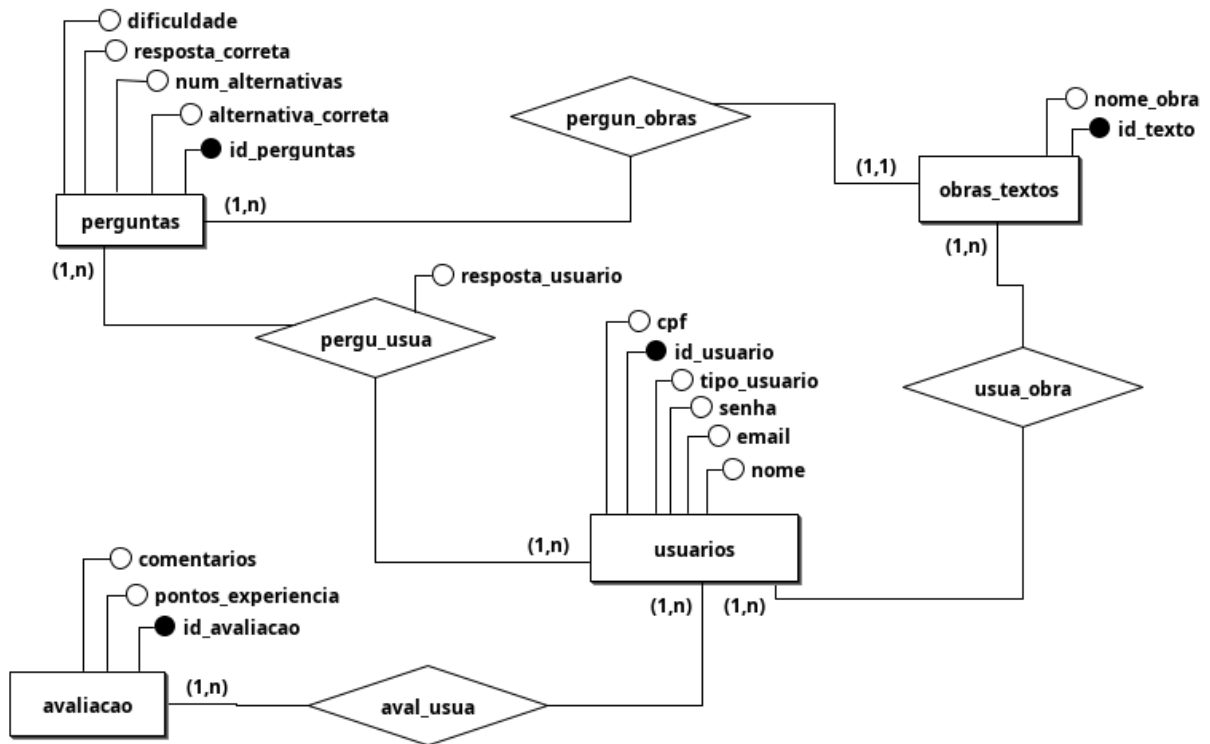 dificuldade
resposta_correta
num_alternativas
alternativa_correta
id_perguntas
perguntas
(1,n)
(1,n)
pergun_obras
(1,1)
nome_obra
id_texto
obras_textos
(1,n)
resposta_usuario
pergu_usua
(1,n)
cpf
id_usuario
tipo_usuario
senha
email
nome
usuarios
(1,n)
(1,n)
usua_obra
comentarios
pontos_experiencia
id_avaliacao
avaliacao
(1,n)
aval_usua